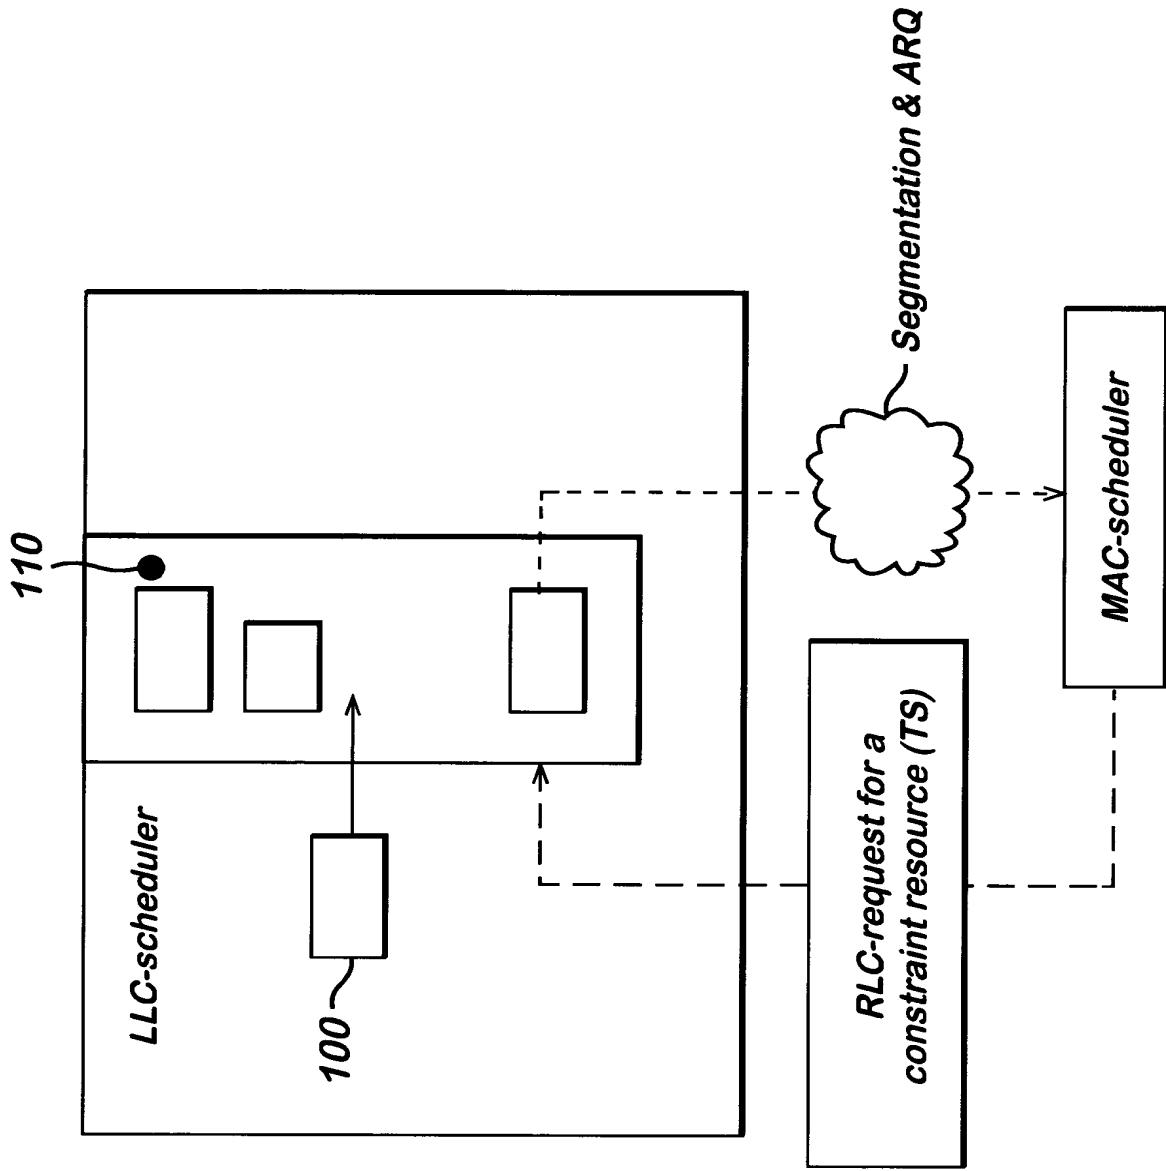 110
LLC-scheduler
100
Segmentation & ARQ
RLC-request for a
constraint resource (TS)
MAC-scheduler